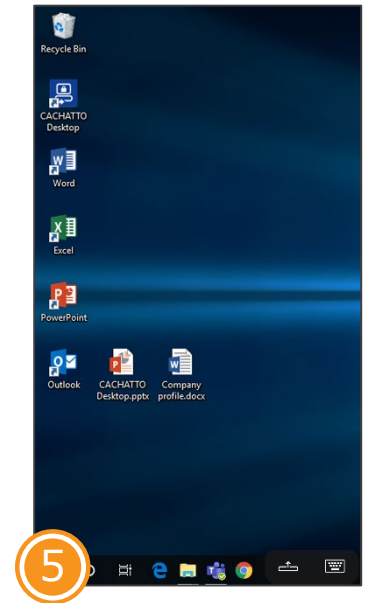 Recycle Bin
CACHATTO
Desktop
Word
Excel
PowerPoint
Outlook
CACHATTO
Desktop.pptx
Company
profile.docx
5